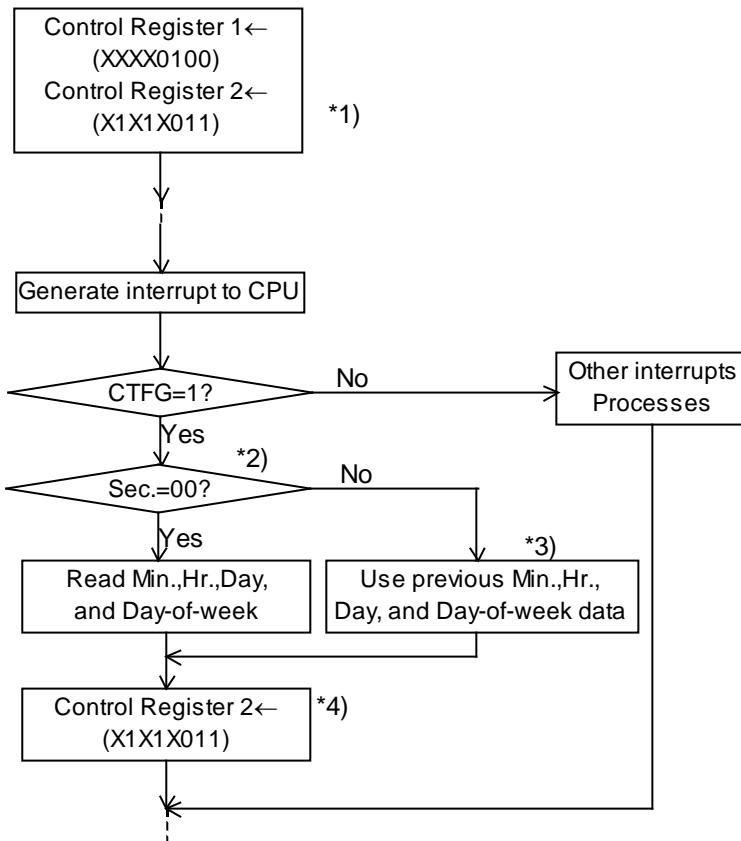 Control Register 1←
(XXXX0100)
Control Register 2←
(X1X1X011)
*1)
Generate interrupt to CPU
CTFG=1?
No
Other interrupts
Processes
Yes
*2)
Sec.=00?
No
Yes
*3)
Read Min.,Hr.,Day,
and Day-of-week
Use previous Min.,Hr.,
Day, and Day-of-week data
Control Register 2←
(X1X1X011)
*4)